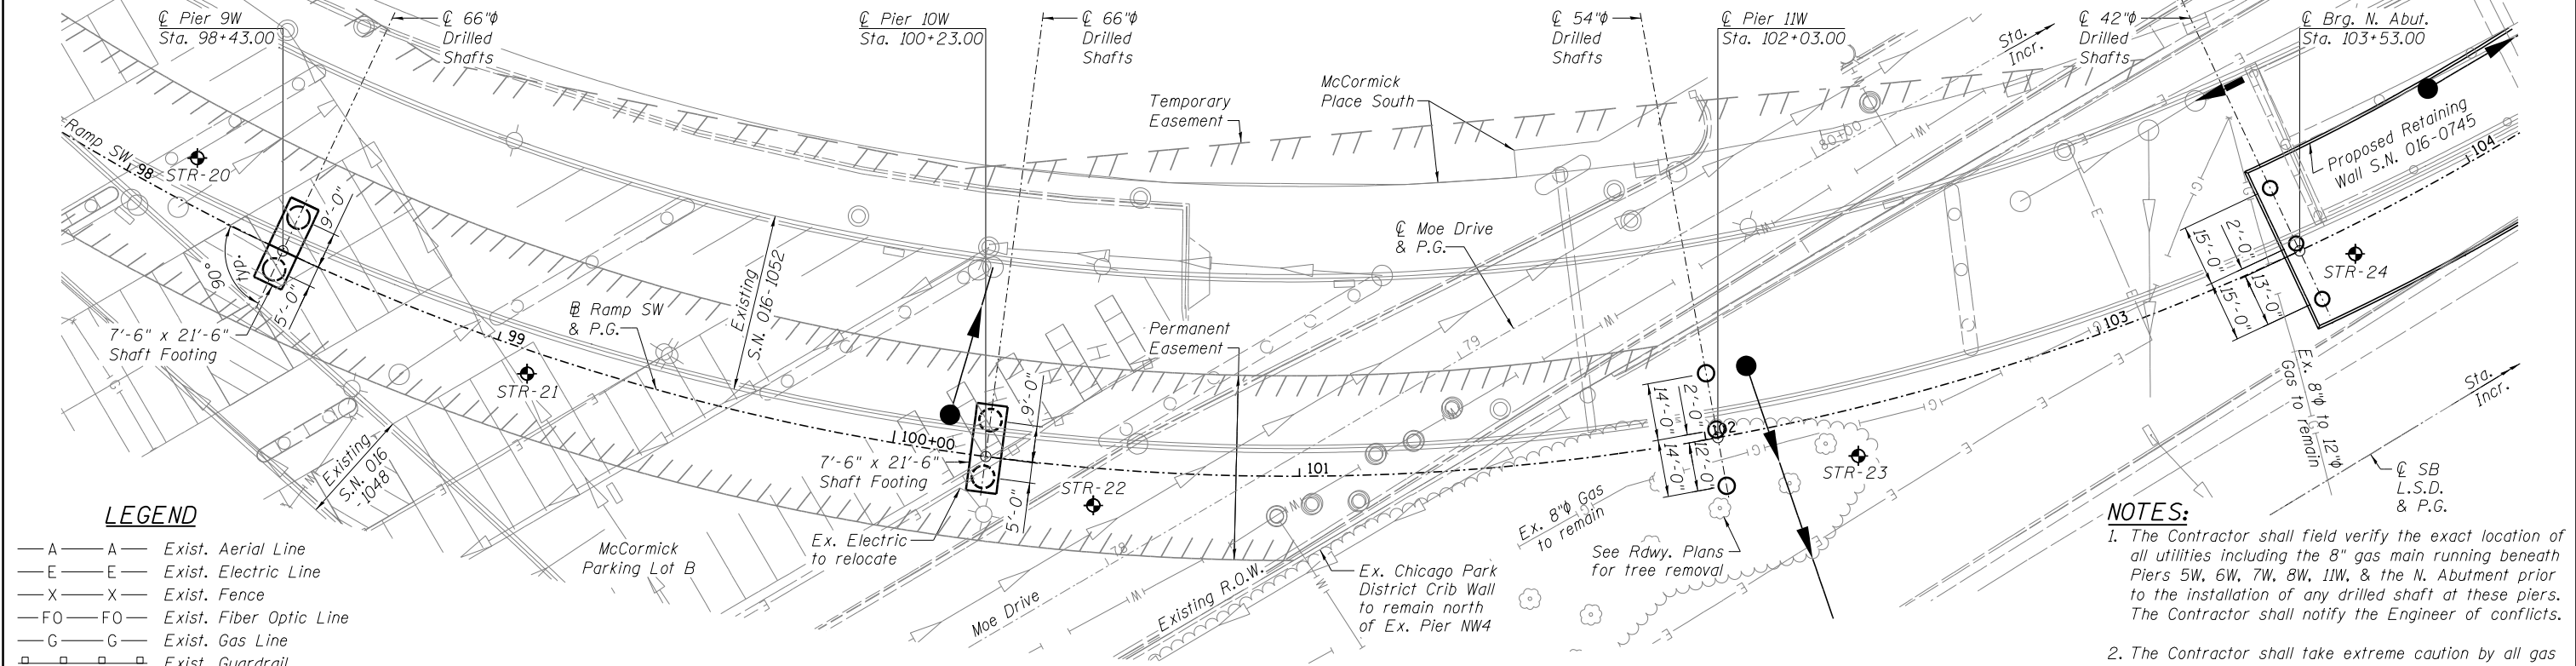 ℄ Pier 9W
Sta. 98+43.00
℄ 66"ϕ
Drilled
Shafts
℄ Pier 10W
Sta. 100+23.00
℄ 66"ϕ
Drilled
Shafts
℄ 54"ϕ
Drilled
Shafts
℄ Pier 11W
Sta. 102+03.00
℄ 42"ϕ
Drilled
Shafts
℄ Brg. N. Abut.
Sta. 103+53.00
Sta.
Incr.
McCormick
Place South
Temporary
Easement
Ramp SW
98
STR-20
9'-0"
90°
typ.
5'-0"
7'-6" x 21'-6"
Shaft Footing
Existing
S.N. 016-1052
℄ Moe Drive
& P.G.
80+00
Proposed Retaining
Wall S.N. 016-0745
104
STR-24
2'-0"
15'-0"
13'-0"
15'-0"
103
Ex. 8"ϕ to 12"ϕ
Gas to remain
99
B Ramp SW
& P.G.
STR-21
Permanent
Easement
79
9'-0"
100+00
7'-6" x 21'-6"
Shaft Footing
5'-0"
101
STR-22
14'-0"
2'-0"
102
14'-0"
12'-0"
STR-23
Existing
S.N. 016
-1048
McCormick
Parking Lot B
Ex. Electric
to relocate
78
Moe Drive
Existing R.O.W.
Ex. Chicago Park
District Crib Wall
to remain north
of Ex. Pier NW4
Ex. 8"ϕ Gas
to remain
See Rdwy. Plans
for tree removal
Sta.
Incr.
℄ SB
L.S.D.
& P.G.
LEGEND
A A Exist. Aerial Line
E E Exist. Electric Line
X X Exist. Fence
FO FO Exist. Fiber Optic Line
G G Exist. Gas Line
Exist. Guardrail
NOTES:
1. The Contractor shall field verify the exact location of
all utilities including the 8" gas main running beneath
Piers 5W, 6W, 7W, 8W, 11W, & the N. Abutment prior
to the installation of any drilled shaft at these piers.
The Contractor shall notify the Engineer of conflicts.
2. The Contractor shall take extreme caution by all gas